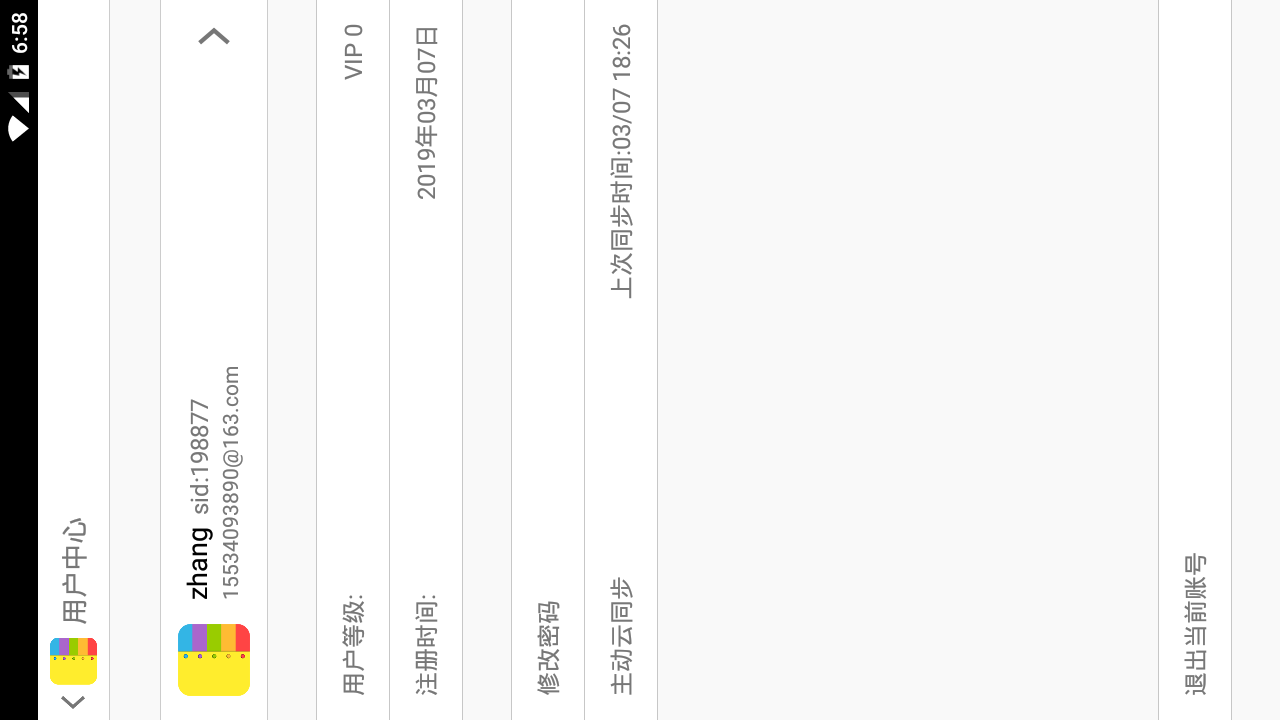 6:58
用户中心
zhang sid:198877
15534093890@163.com
用户等级: VIP 0
注册时间: 2019年03月07日
修改密码
主动云同步 上次同步时间:03/07 18:26
退出当前账号